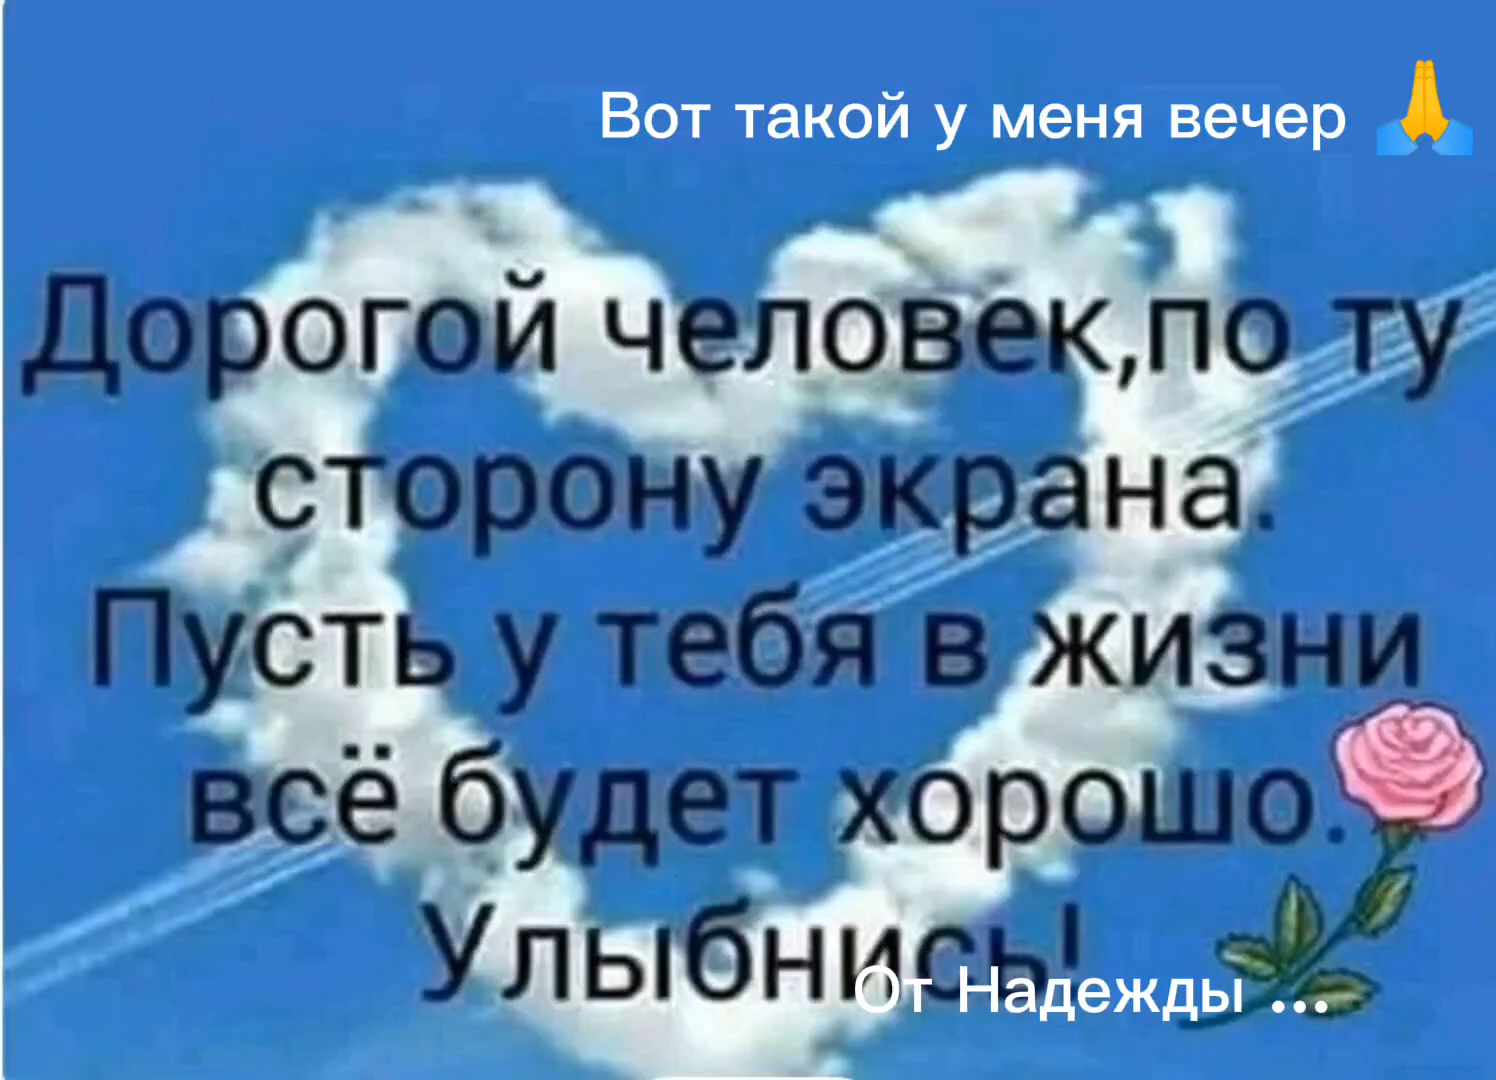 Вот такой у меня вечер 🙏
Дорогой человек,по ту
сторону экрана.
Пусть у тебя в жизни
всё будет хорошо.
Улыбнись!
От Надежды ...